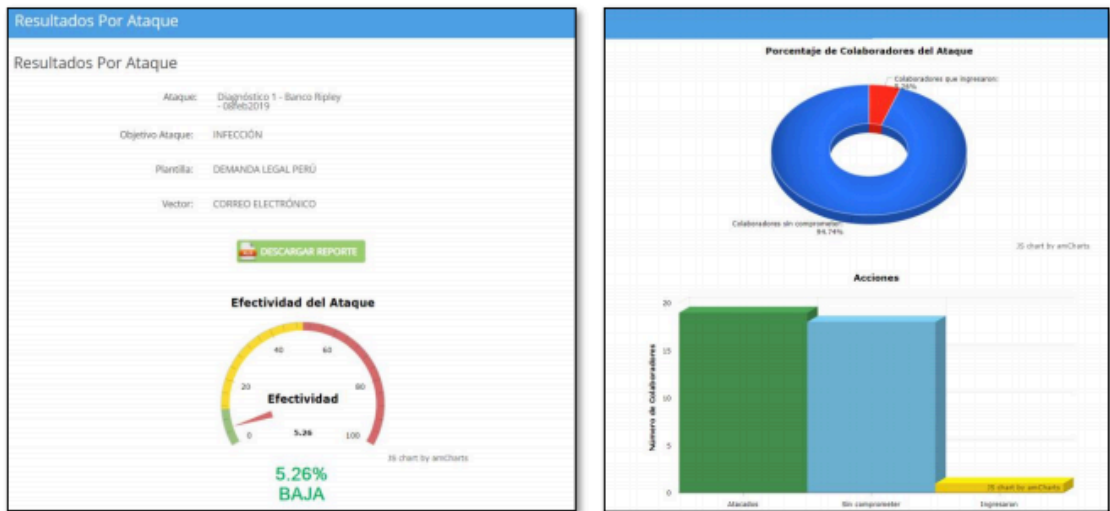 Resultados Por Ataque
Resultados Por Ataque
Ataque: Diagnóstico 1 - Banco Ripley
- 08feb2019
Objetivo Ataque: INFECCIÓN
Plantilla: DEMANDA LEGAL PERÚ
Vector: CORREO ELECTRÓNICO
DESCARGAR REPORTE
Efectividad del Ataque
40 60
20 80
Efectividad
0 5.26 100
JS chart by amCharts
5.26%
BAJA
Porcentaje de Colaboradores del Ataque
Colaboradores que ingresaron:
5.26%
Colaboradores sin comprometer:
94.74%
JS chart by amCharts
Acciones
Número de Colaboradores
20
15
10
5
0
JS chart by amCharts
Atacados Sin comprometer Ingresaron